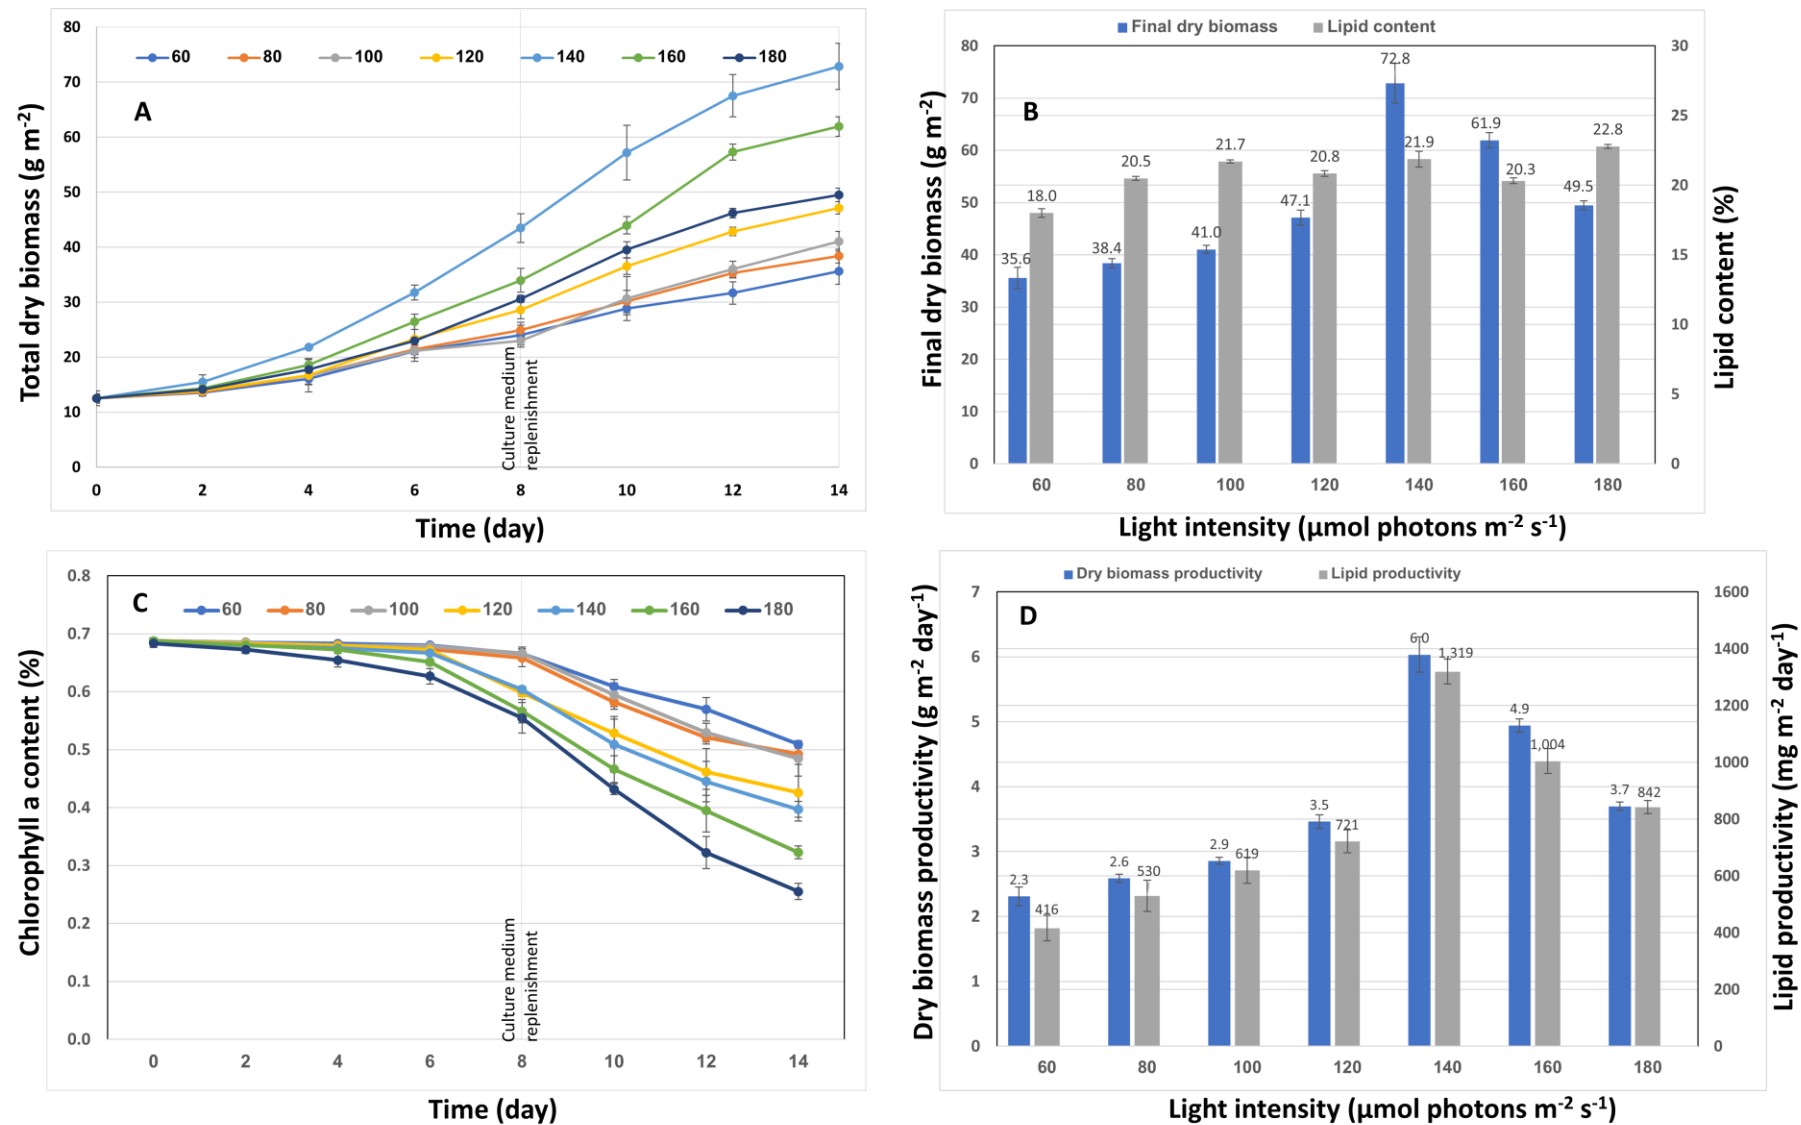 A
60 80 100 120 140 160 180
Total dry biomass (g m-2)
80
70
60
50
40
30
20
10
0
Culture medium
replenishment
0 2 4 6 8 10 12 14
Time (day)
B
Final dry biomass Lipid content
Final dry biomass (g m-2)
80
70
60
50
40
30
20
10
0
35.6 18.0 38.4 20.5 41.0 21.7 47.1 20.8 72.8 21.9 61.9 20.3 49.5 22.8
30
25
20
15
10
5
0
Lipid content (%)
60 80 100 120 140 160 180
Light intensity (μmol photons m-2 s-1)
C
60 80 100 120 140 160 180
Chlorophyll a content (%)
0.8
0.7
0.6
0.5
0.4
0.3
0.2
0.1
0.0
Culture medium
replenishment
0 2 4 6 8 10 12 14
Time (day)
D
Dry biomass productivity Lipid productivity
Dry biomass productivity (g m-2 day-1)
7
6
5
4
3
2
1
0
2.3 416 2.6 530 2.9 619 3.5 721 6.0 1,319 4.9 1,004 3.7 842
1600
1400
1200
1000
800
600
400
200
0
Lipid productivity (mg m-2 day-1)
60 80 100 120 140 160 180
Light intensity (μmol photons m-2 s-1)